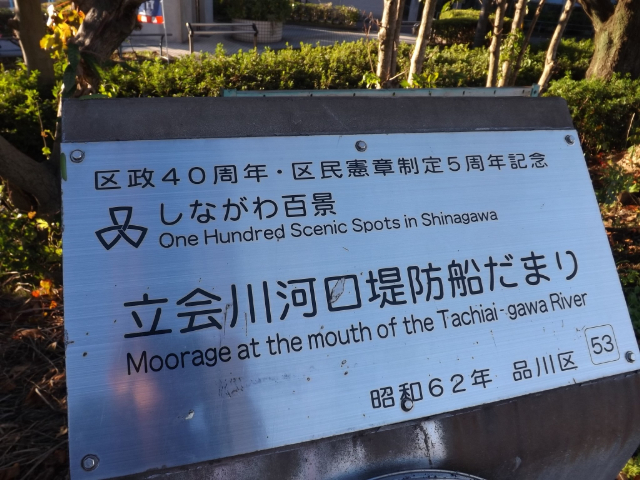 区政40周年・区民憲章制定5周年記念
しながわ百景
One Hundred Scenic Spots in Shinagawa
立会川河口堤防船だまり
Moorage at the mouth of the Tachiai-gawa River
昭和62年 品川区 53